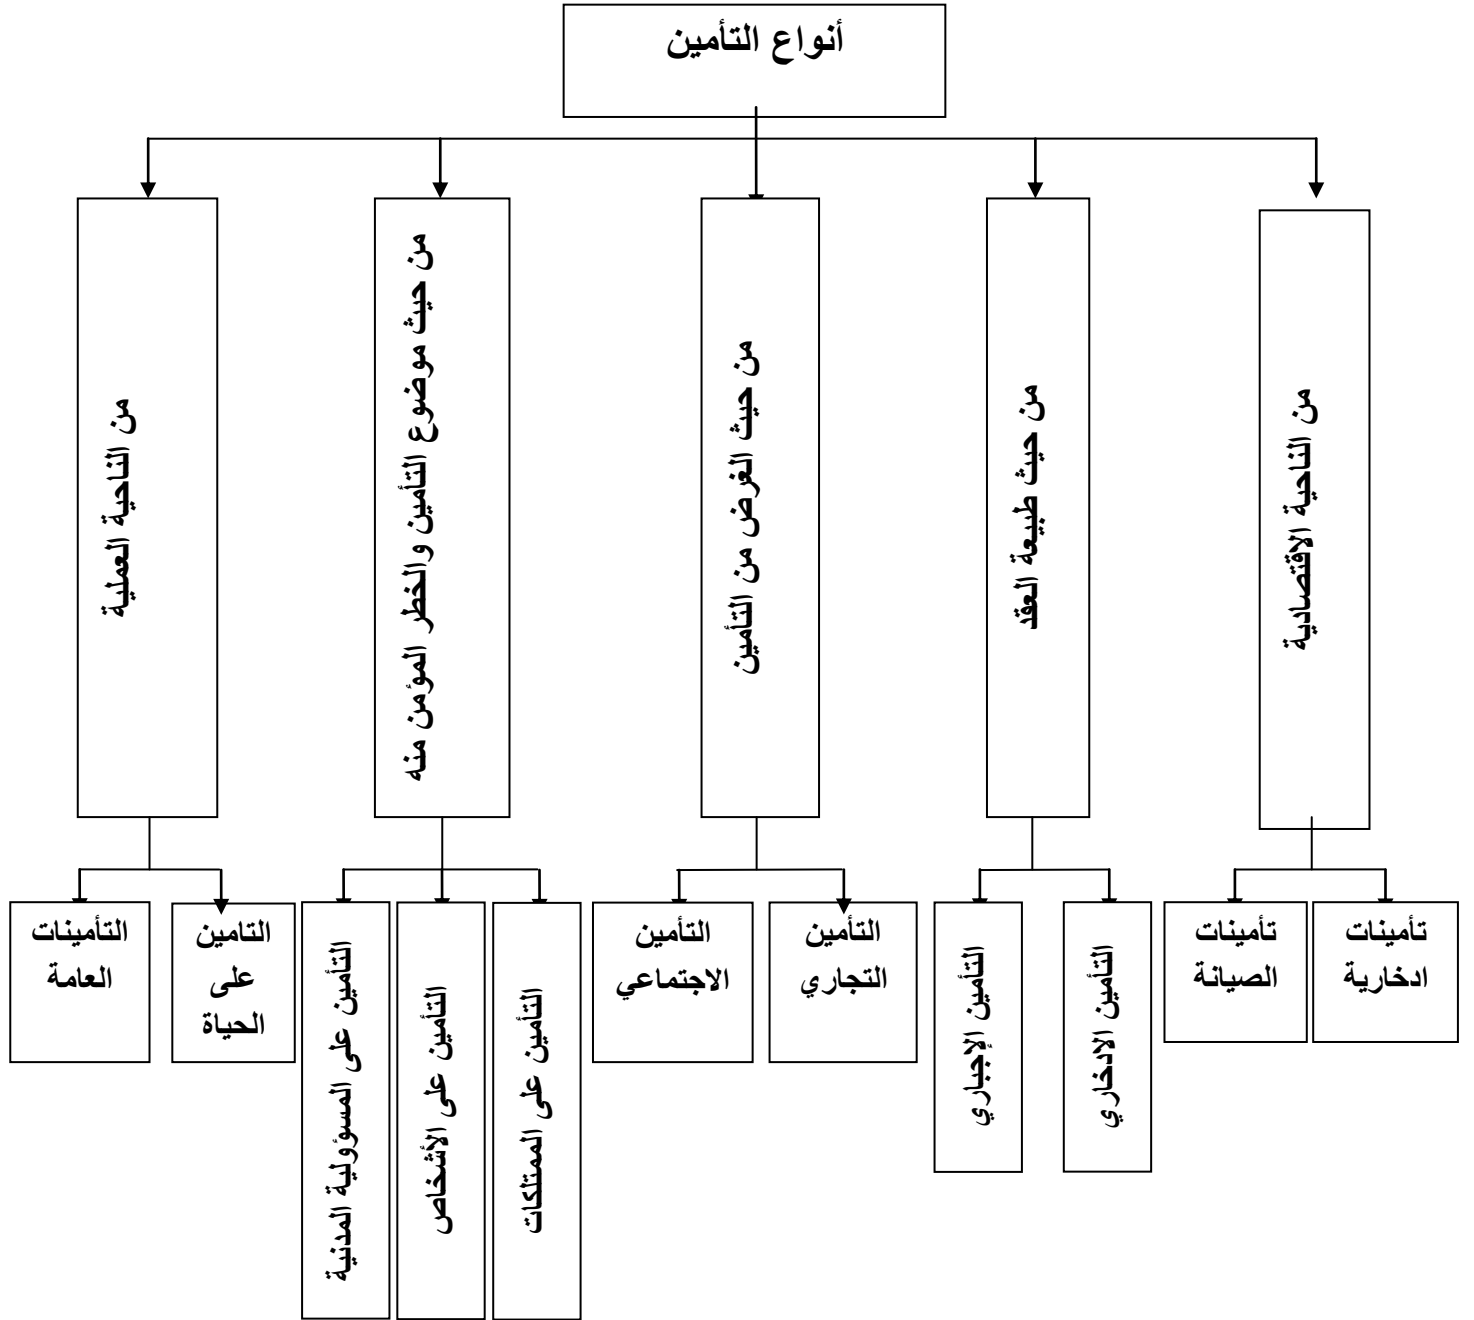 أنواع التأمين
من الناحية الاقتصادية
من حيث طبيعة العقد
من حيث الغرض من التأمين
من حيث موضوع التأمين والخطر المؤمن منه
من الناحية العملية
تأمينات
ادخارية
تأمينات
الصيانة
التأمين الادخاري
التأمين الإجباري
التأمين
التجاري
التأمين
الاجتماعي
التأمين على الممتلكات
التأمين على الأشخاص
التأمين على المسؤولية المدنية
التامين
على
الحياة
التأمينات
العامة